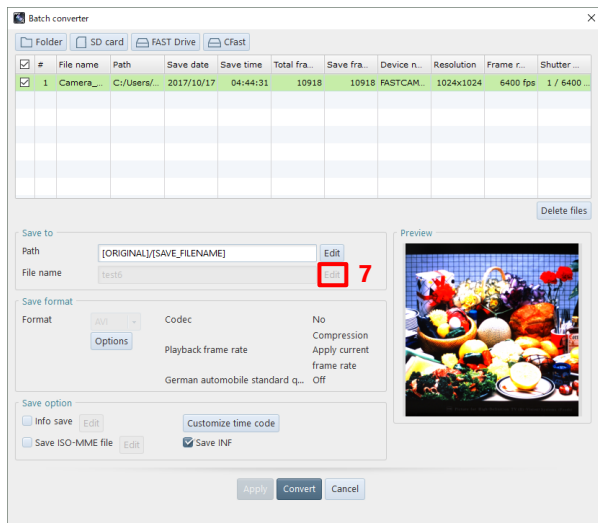 Batch converter
Folder SD card FAST Drive CFast
# File name Path Save date Save time Total fra... Save fra... Device n... Resolution Frame r... Shutter ...
1 Camera_... C:/Users/... 2017/10/17 04:44:31 10918 10918 FASTCAM... 1024x1024 6400 fps 1 / 6400 ...
Delete files
Save to
Path [ORIGINAL]/[SAVE_FILENAME] Edit
File name test6 Edit 7
Save format
Format AVI Codec No Compression
Options
Playback frame rate Apply current frame rate
German automobile standard q... Off
Save option
Info save Edit Customize time code
Save ISO-MME file Edit Save INF
Preview
Apply Convert Cancel